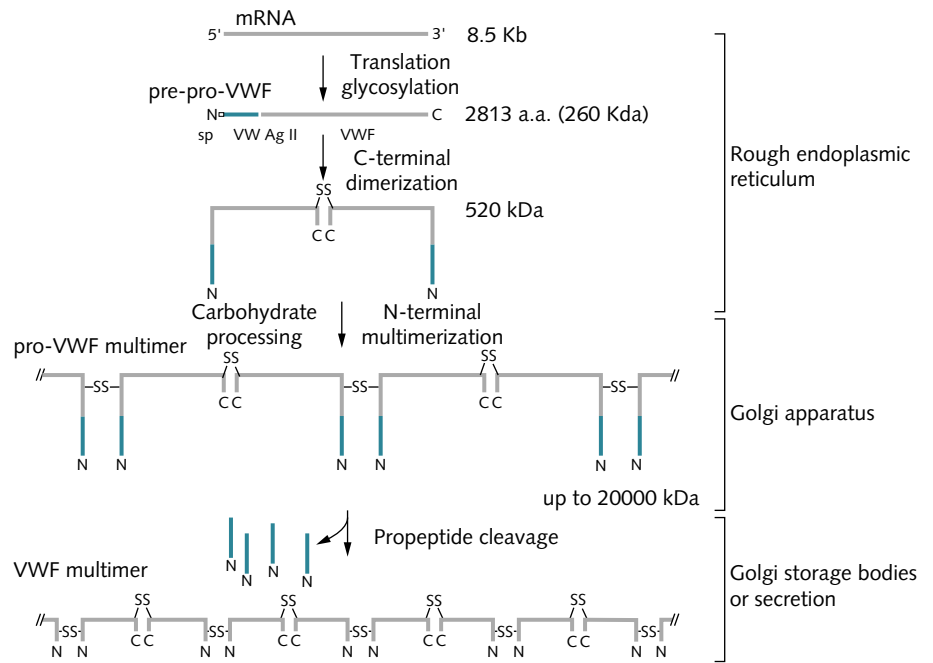 mRNA
5' 3' 8.5 Kb
Translation
glycosylation
pre-pro-VWF
N C 2813 a.a. (260 Kda)
sp VW Ag II VWF
C-terminal
dimerization
SS
520 kDa
C C
N N
Rough endoplasmic
reticulum
Carbohydrate
processing
N-terminal
multimerization
pro-VWF multimer
SS SS
// //
SS SS SS
C C C C
N N N N N N
Golgi apparatus
up to 20000 kDa
Propeptide cleavage
N N N N
VWF multimer
Golgi storage bodies
or secretion
SS SS SS SS
// //
SS SS SS SS SS
C C C C C C C C
N N N N N N N N N N